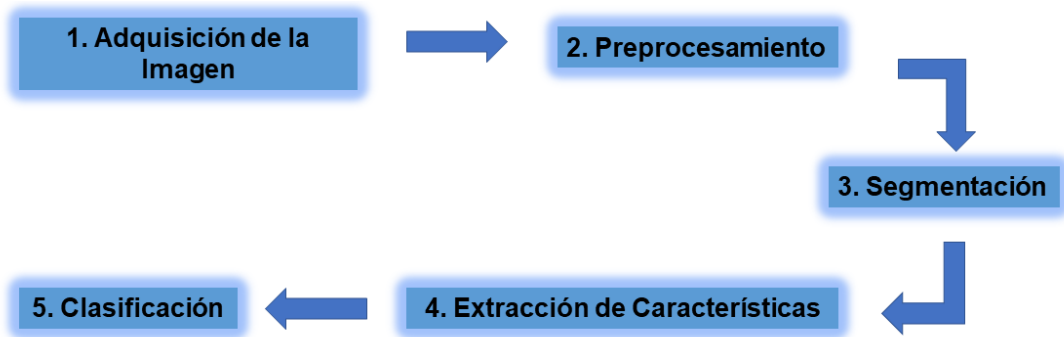 1. Adquisición de la
Imagen
2. Preprocesamiento
3. Segmentación
4. Extracción de Características
5. Clasificación